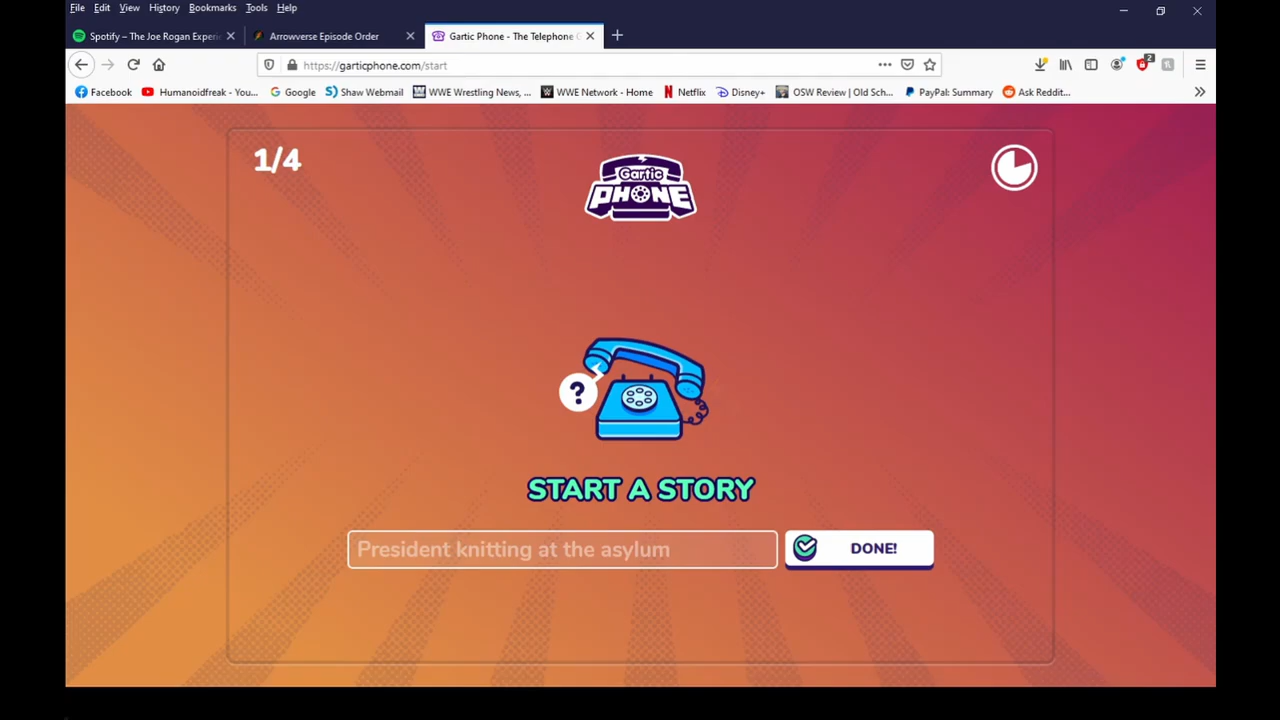 File Edit View History Bookmarks Tools Help
Spotify – The Joe Rogan Experi
Arrowverse Episode Order
Gartic Phone - The Telephone G
https://garticphone.com/start
2
Facebook
Humanoidfreak - You...
Google
Shaw Webmail
WWE Wrestling News, ...
WWE Network - Home
Netflix
Disney+
OSW Review | Old Sch...
PayPal: Summary
Ask Reddit...
1/4
Gartic
PHONE
?
START A STORY
President knitting at the asylum
DONE!